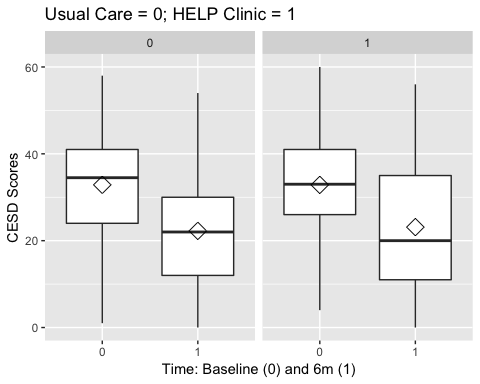 Usual Care = 0; HELP Clinic = 1
0 1
60
40
20
0
CESD Scores
0 1 0 1
Time: Baseline (0) and 6m (1)